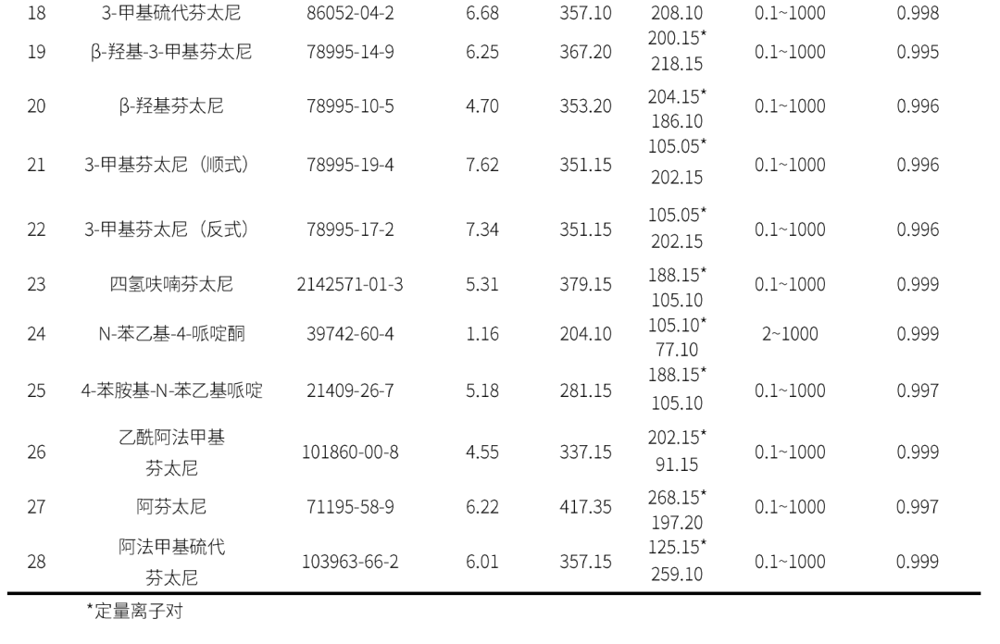 18 3-甲基硫代芬太尼 86052-04-2 6.68 357.10 208.10 0.1~1000 0.998
200.15*
19 β-羟基-3-甲基芬太尼 78995-14-9 6.25 367.20 0.1~1000 0.995
218.15
204.15*
20 β-羟基芬太尼 78995-10-5 4.70 353.20 0.1~1000 0.996
186.10
105.05*
21 3-甲基芬太尼（顺式） 78995-19-4 7.62 351.15 0.1~1000 0.996
202.15
105.05*
22 3-甲基芬太尼（反式） 78995-17-2 7.34 351.15 0.1~1000 0.996
202.15
188.15*
23 四氢呋喃芬太尼 2142571-01-3 5.31 379.15 0.1~1000 0.999
105.10
105.10*
24 N-苯乙基-4-哌啶酮 39742-60-4 1.16 204.10 2~1000 0.999
77.10
188.15*
25 4-苯胺基-N-苯乙基哌啶 21409-26-7 5.18 281.15 0.1~1000 0.997
105.10
乙酰阿法甲基 202.15*
26 101860-00-8 4.55 337.15 0.1~1000 0.999
芬太尼 91.15
268.15*
27 阿芬太尼 71195-58-9 6.22 417.35 0.1~1000 0.997
197.20
阿法甲基硫代 125.15*
28 103963-66-2 6.01 357.15 0.1~1000 0.999
芬太尼 259.10
*定量离子对